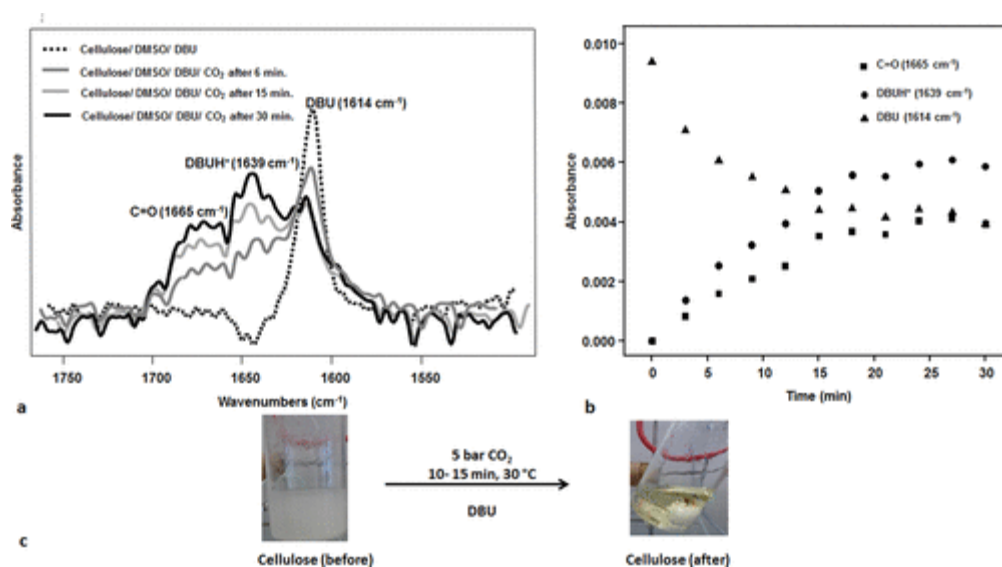 Cellulose/ DMSO/ DBU
Cellulose/ DMSO/ DBU/ CO₂ after 6 min.
Cellulose/ DMSO/ DBU/ CO₂ after 15 min.
Cellulose/ DMSO/ DBU/ CO₂ after 30 min.
DBU (1614 cm⁻¹)
DBUH⁺ (1639 cm⁻¹)
C=O (1665 cm⁻¹)
Absorbance
1750 1700 1650 1600 1550
Wavenumbers (cm⁻¹)
a
C=O (1665 cm⁻¹)
DBUH⁺ (1639 cm⁻¹)
DBU (1614 cm⁻¹)
Absorbance
0.010
0.008
0.006
0.004
0.002
0.000
0 5 10 15 20 25 30
Time (min)
b
5 bar CO₂
10- 15 min, 30 °C
DBU
c
Cellulose (before)
Cellulose (after)